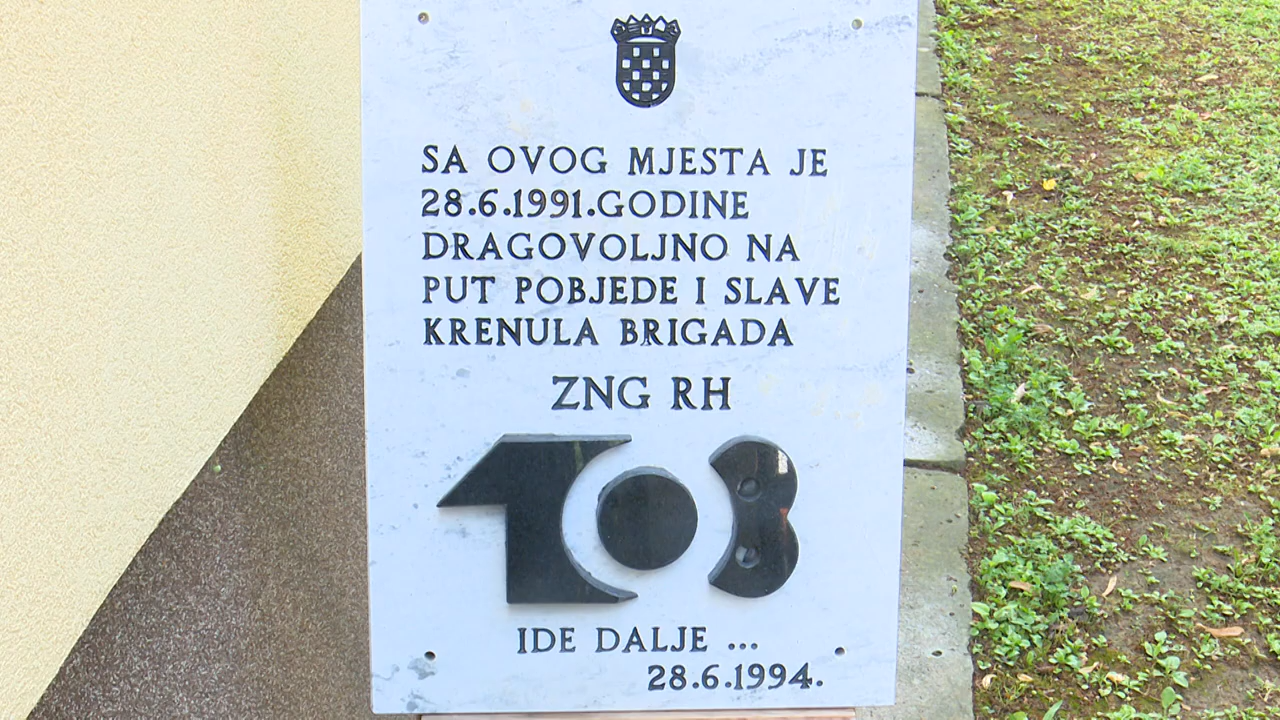 SA OVOG MJESTA JE
28.6.1991.GODINE
DRAGOVOLJNO NA
PUT POBJEDE I SLAVE
KRENULA BRIGADA
ZNG RH
108
IDE DALJE ...
28.6.1994.